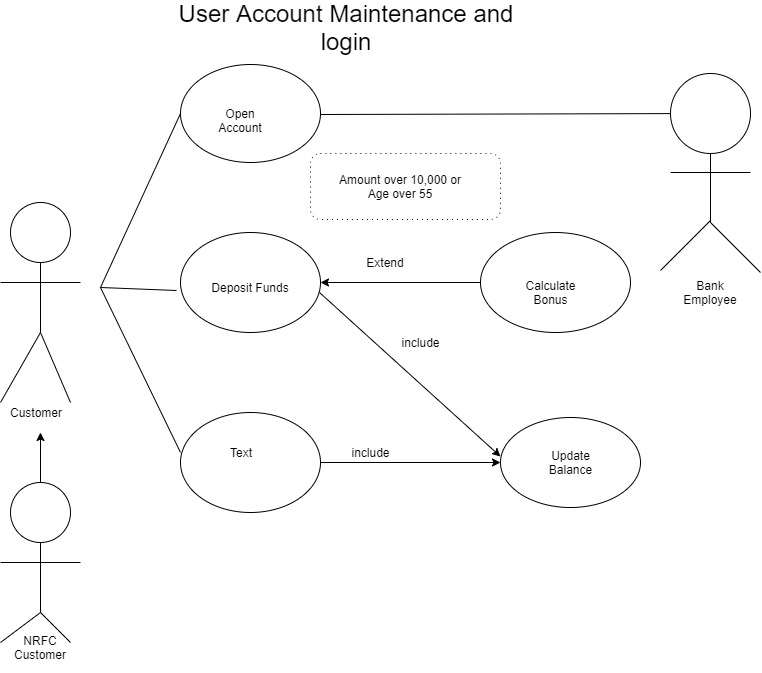 User Account Maintenance and
login
Open
Account
Amount over 10,000 or
Age over 55
Extend
Deposit Funds
Calculate
Bonus
Bank
Employee
include
Customer
Text
include
Update
Balance
NRFC
Customer